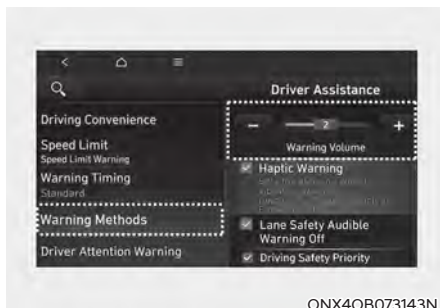 Driver Assistance
Driving Convenience
Speed Limit
Speed Limit Warning
Warning Timing
Standard
Warning Methods
Driver Attention Warning
− 2 +
Warning Volume
Haptic Warning
Lane Safety Audible
Warning Off
Driving Safety Priority
ONX4OB073143N